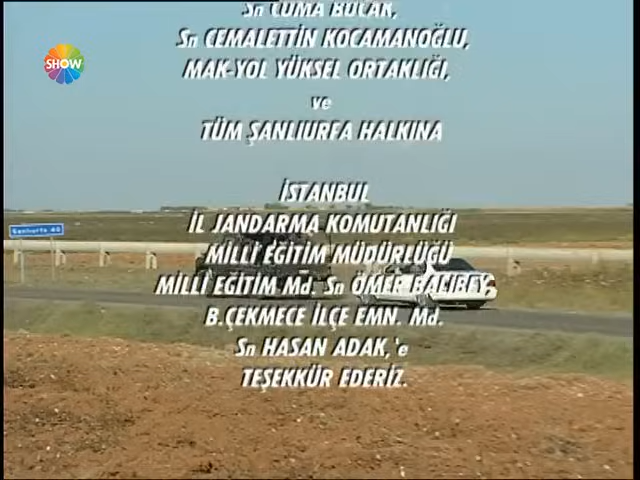 Sn CUMA BUCAK,
Sn CEMALETTİN KOCAMANOĞLU,
MAK-YOL YÜKSEL ORTAKLIĞI,
ve
TÜM ŞANLIURFA HALKINA
İSTANBUL
İL JANDARMA KOMUTANLIĞI
MİLLİ EĞİTİM MÜDÜRLÜĞÜ
MİLLİ EĞİTİM Md. Sn ÖMER BALIBEY,
B.ÇEKMECE İLÇE EMN. Md.
Sn HASAN ADAK,'e
TEŞEKKÜR EDERİZ.
SHOW
Şanlıurfa 40